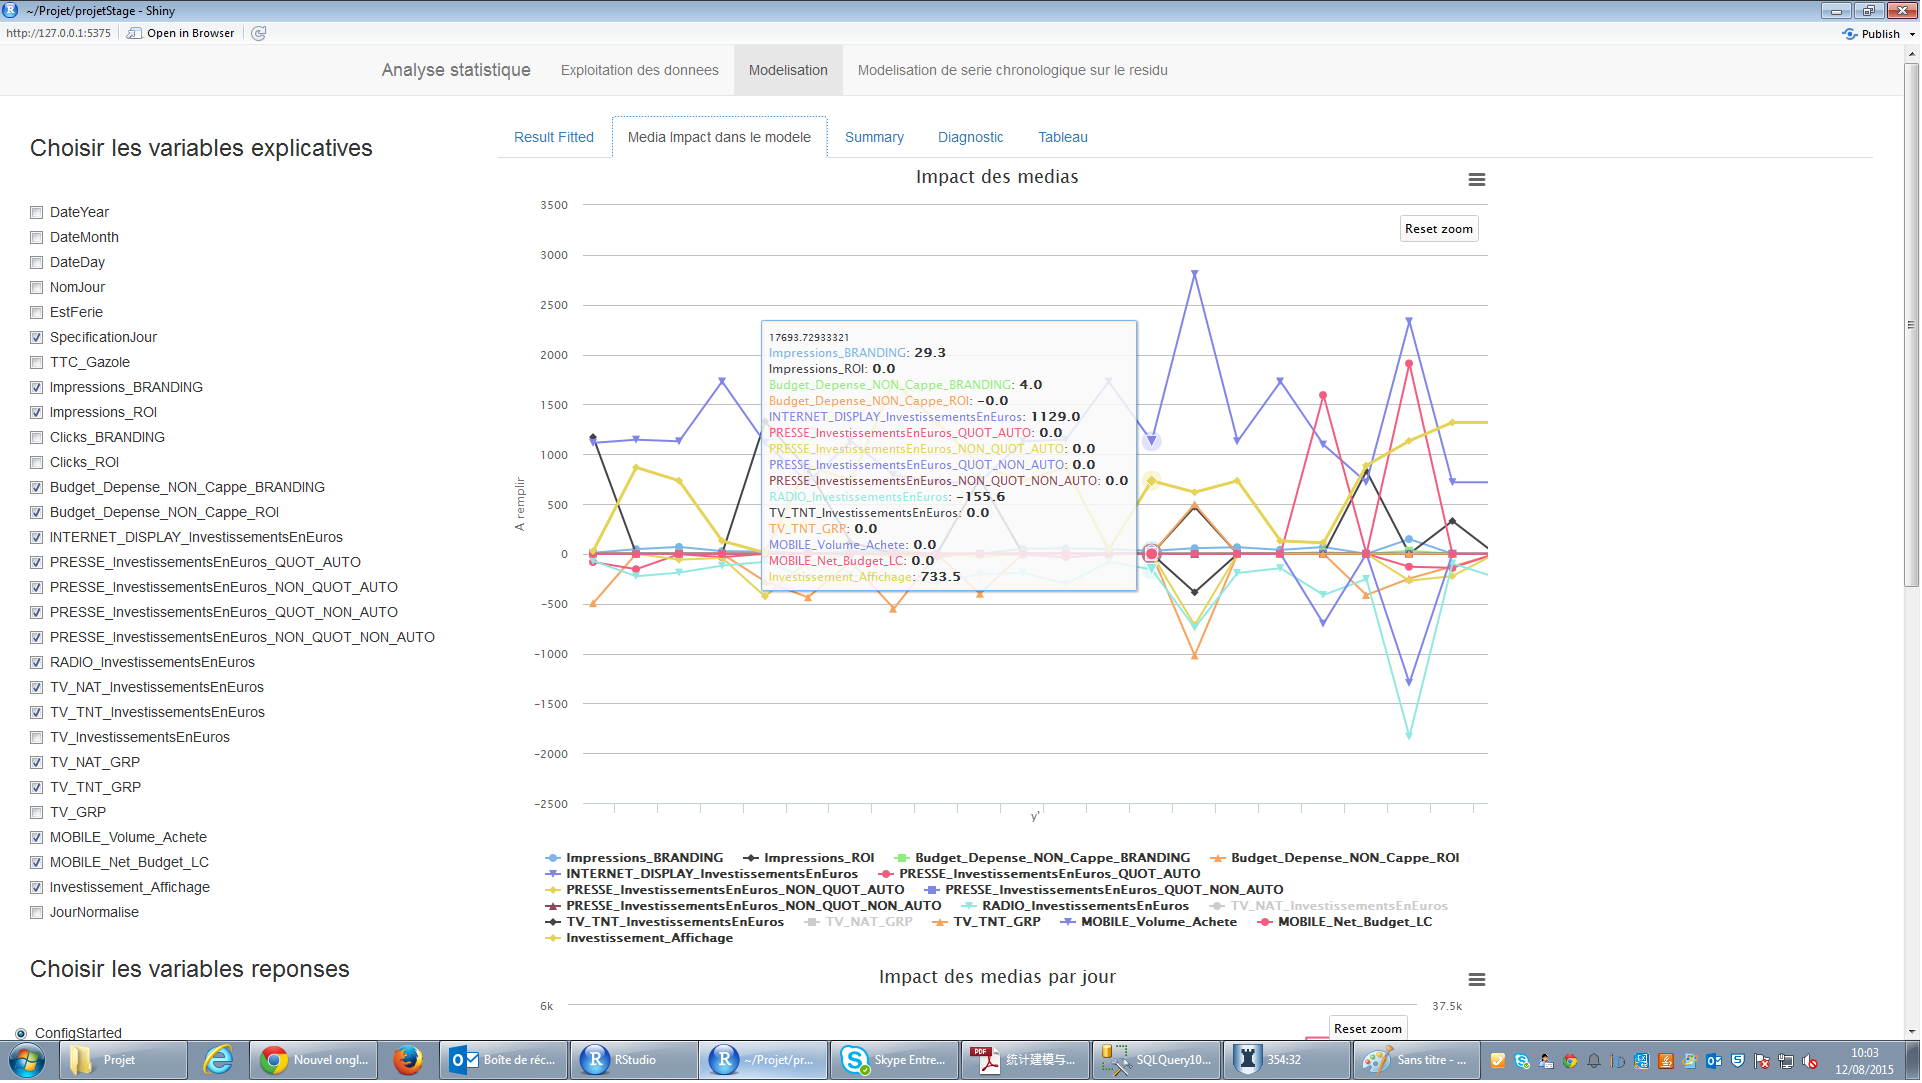 ~/Projet/projetStage - Shiny
http://127.0.0.1:5375
Open in Browser
Publish
Analyse statistique
Exploitation des donnees
Modelisation
Modelisation de serie chronologique sur le residu
Choisir les variables explicatives
DateYear
DateMonth
DateDay
NomJour
EstFerie
SpecificationJour
TTC_Gazole
Impressions_BRANDING
Impressions_ROI
Clicks_BRANDING
Clicks_ROI
Budget_Depense_NON_Cappe_BRANDING
Budget_Depense_NON_Cappe_ROI
INTERNET_DISPLAY_InvestissementsEnEuros
PRESSE_InvestissementsEnEuros_QUOT_AUTO
PRESSE_InvestissementsEnEuros_NON_QUOT_AUTO
PRESSE_InvestissementsEnEuros_QUOT_NON_AUTO
PRESSE_InvestissementsEnEuros_NON_QUOT_NON_AUTO
RADIO_InvestissementsEnEuros
TV_NAT_InvestissementsEnEuros
TV_TNT_InvestissementsEnEuros
TV_InvestissementsEnEuros
TV_NAT_GRP
TV_TNT_GRP
TV_GRP
MOBILE_Volume_Achete
MOBILE_Net_Budget_LC
Investissement_Affichage
JourNormalise
Choisir les variables reponses
ConfigStarted
Result Fitted
Media Impact dans le modele
Summary
Diagnostic
Tableau
Impact des medias
Reset zoom
3500
3000
2500
2000
1500
1000
500
0
-500
-1000
-1500
-2000
-2500
A remplir
y'
17693.72933321
Impressions_BRANDING: 29.3
Impressions_ROI: 0.0
Budget_Depense_NON_Cappe_BRANDING: 4.0
Budget_Depense_NON_Cappe_ROI: -0.0
INTERNET_DISPLAY_InvestissementsEnEuros: 1129.0
PRESSE_InvestissementsEnEuros_QUOT_AUTO: 0.0
PRESSE_InvestissementsEnEuros_NON_QUOT_AUTO: 0.0
PRESSE_InvestissementsEnEuros_QUOT_NON_AUTO: 0.0
PRESSE_InvestissementsEnEuros_NON_QUOT_NON_AUTO: 0.0
RADIO_InvestissementsEnEuros: -155.6
TV_TNT_InvestissementsEnEuros: 0.0
TV_TNT_GRP: 0.0
MOBILE_Volume_Achete: 0.0
MOBILE_Net_Budget_LC: 0.0
Investissement_Affichage: 733.5
Impressions_BRANDING Impressions_ROI Budget_Depense_NON_Cappe_BRANDING Budget_Depense_NON_Cappe_ROI
INTERNET_DISPLAY_InvestissementsEnEuros PRESSE_InvestissementsEnEuros_QUOT_AUTO
PRESSE_InvestissementsEnEuros_NON_QUOT_AUTO PRESSE_InvestissementsEnEuros_QUOT_NON_AUTO
PRESSE_InvestissementsEnEuros_NON_QUOT_NON_AUTO RADIO_InvestissementsEnEuros TV_NAT_InvestissementsEnEuros
TV_TNT_InvestissementsEnEuros TV_NAT_GRP TV_TNT_GRP MOBILE_Volume_Achete MOBILE_Net_Budget_LC
Investissement_Affichage
Impact des medias par jour
6k
37.5k
Reset zoom
Projet
Nouvel ongl...
Boîte de réc...
RStudio
~/Projet/pr...
Skype Entre...
统计建模与...
SQLQuery10...
354:32
Sans titre - ...
10:03
12/08/2015